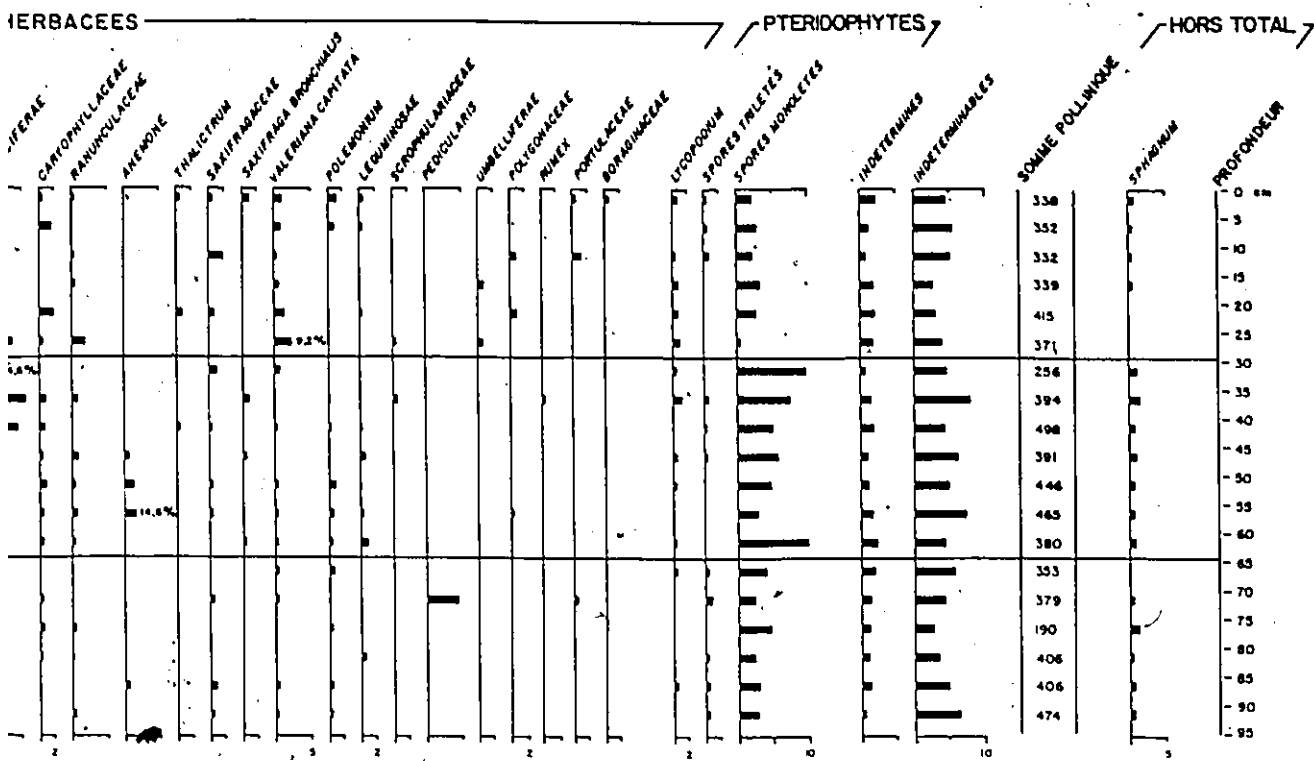 HERBACEES PTERIDOPHYTES HORS TOTAL
IFERAE
CARYOPHYLLACEAE
RANUNCULACEAE
ANEMONE
THALICTRUM
SAXIFRAGACEAE
SAXIFRAGA BRONCHIALIS
VALERIANA CAPITATA
POLEMONIUM
LEGUMINOSAE
SCROPHULARIACEAE
PEDICULARIS
UMBELLIFERAE
POLYGONACEAE
RUMEX
PORTULACEAE
BORAGINACEAE
LYCOPODIUM
SPORES TRILETES
SPORES MONOLETES
INDETERMINES
INDETERMINABLES
SOMME POLLINIQUE
SPHAGNUM
PROFONDEUR
338 0 cm
352 5
332 10
339 15
415 20
9,2% 371 25
256 30
394 35
498 40
391 45
444 50
14,6% 465 55
380 60
353 65
379 70
190 75
406 80
406 85
474 90
95
2 5 2 2 2 10 10 5